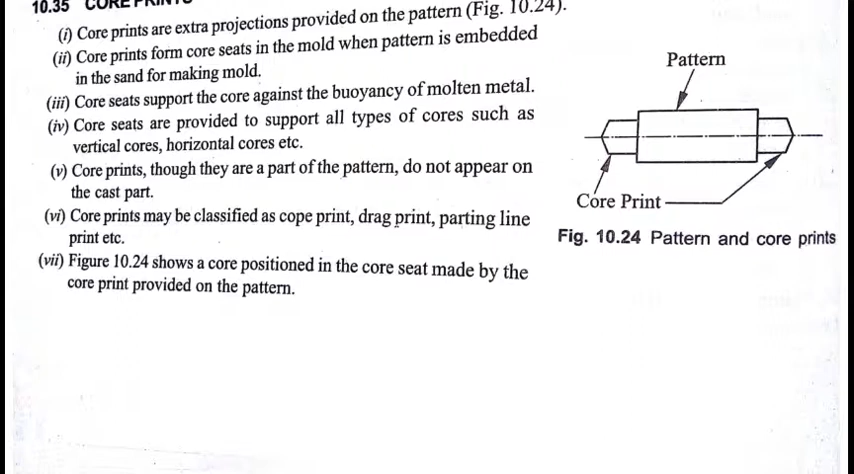 10.35 CORE PRINTS
(i) Core prints are extra projections provided on the pattern (Fig. 10.24).
(ii) Core prints form core seats in the mold when pattern is embedded
in the sand for making mold.
(iii) Core seats support the core against the buoyancy of molten metal.
(iv) Core seats are provided to support all types of cores such as
vertical cores, horizontal cores etc.
(v) Core prints, though they are a part of the pattern, do not appear on
the cast part.
(vi) Core prints may be classified as cope print, drag print, parting line
print etc.
(vii) Figure 10.24 shows a core positioned in the core seat made by the
core print provided on the pattern.
Pattern
Core Print
Fig. 10.24 Pattern and core prints